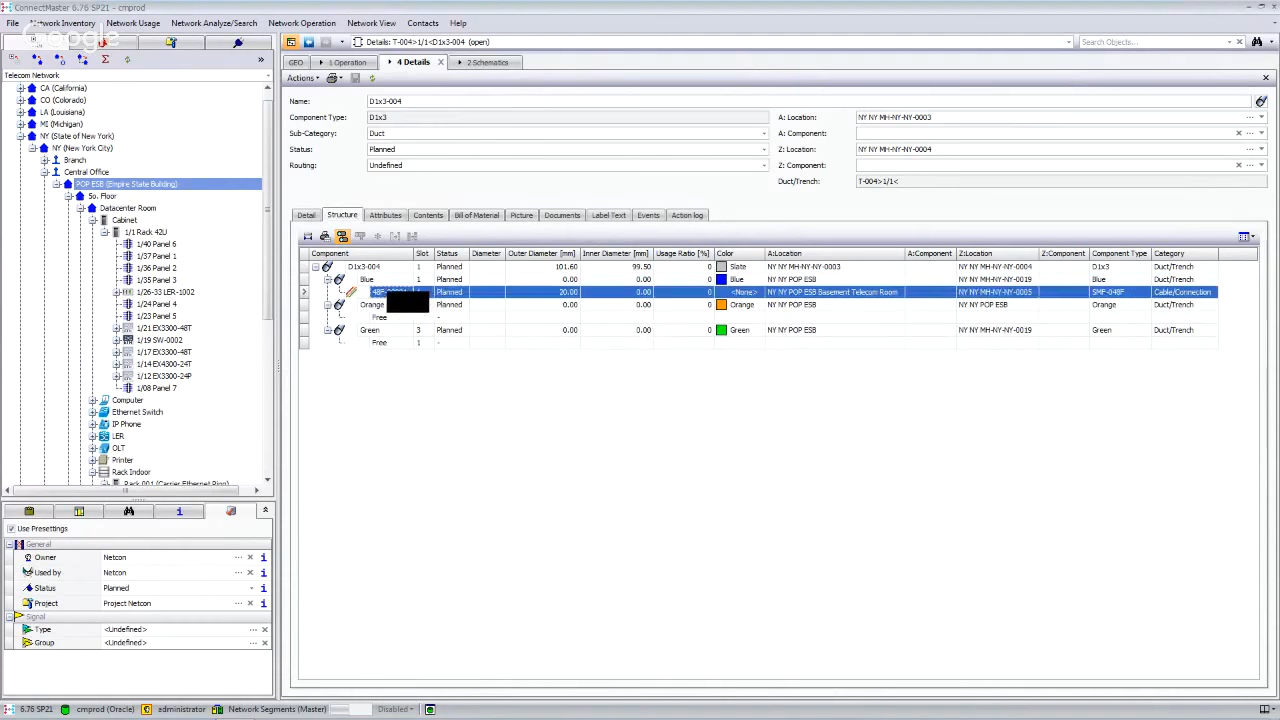 ConnectMaster 6.76 SP21 - cmprod
File Network Inventory Network Usage Network Analyze/Search Network Operation Network View Contacts Help
Google
Details: T-004>1/1<D1x3-004 (open)
Search Objects...
GEO 1 Operation 4 Details 2 Schematics
Actions
Telecom Network
CA (California)
CO (Colorado)
LA (Louisiana)
MI (Michigan)
NY (State of New York)
NY (New York City)
Branch
Central Office
POP ESB (Empire State Building)
5o. Floor
Datacenter Room
Cabinet
1/1 Rack 42U
1/40 Panel 6
1/37 Panel 1
1/36 Panel 2
1/35 Panel 3
1/26-33 LER-1002
1/24 Panel 4
1/23 Panel 5
1/21 EX3300-48T
1/19 SW-0002
1/17 EX3300-48T
1/14 EX4300-24T
1/12 EX3300-24P
1/08 Panel 7
Computer
Ethernet Switch
IP Phone
LER
OLT
Printer
Rack Indoor
Rack 001 (Carrier Ethernet Ring)
Use Presettings
General
Owner Netcon
Used by Netcon
Status Planned
Project Project Netcon
Signal
Type <Undefined>
Group <Undefined>
Name: D1x3-004
Component Type: D1x3 A: Location: NY NY MH-NY-NY-0003
Sub-Category: Duct A: Component:
Status: Planned Z: Location: NY NY MH-NY-NY-0004
Routing: Undefined Z: Component:
Duct/Trench: T-004>1/1<
Detail Structure Attributes Contents Bill of Material Picture Documents Label Text Events Action log
Component Slot Status Diameter Outer Diameter [mm] Inner Diameter [mm] Usage Ratio [%] Color A:Location A:Component Z:Location Z:Component Component Type Category
D1x3-004 1 Planned 101.60 99.50 0 Slate NY NY MH-NY-NY-0003 NY NY MH-NY-NY-0004 D1x3 Duct/Trench
Blue 1 Planned 0.00 0.00 0 Blue NY NY POP ESB NY NY MH-NY-NY-0019 Blue Duct/Trench
48F Planned 20.00 0.00 0 <None> NY NY POP ESB Basement Telecom Room NY NY MH-NY-NY-0005 SMF-048F Cable/Connection
Orange Planned 0.00 0.00 0 Orange NY NY POP ESB NY NY POP ESB Orange Duct/Trench
Free -
Green 3 Planned 0.00 0.00 0 Green NY NY POP ESB NY NY MH-NY-NY-0019 Green Duct/Trench
Free 1 -
6.76 SP21 cmprod (Oracle) administrator Network Segments (Master) Disabled